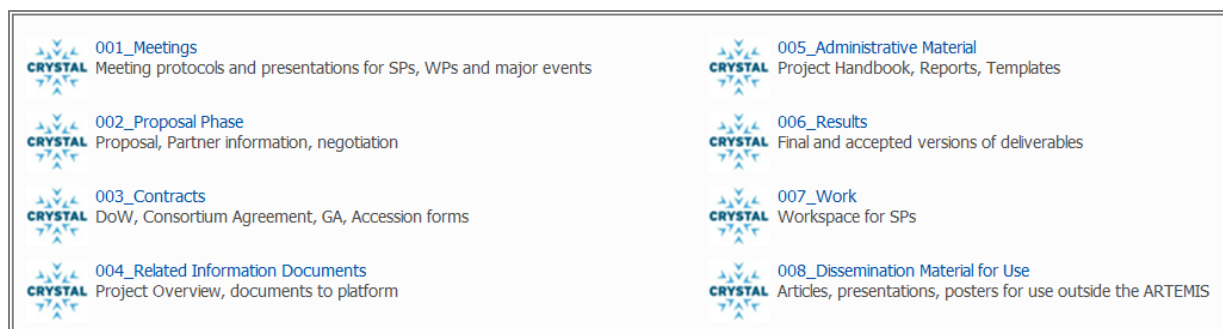 CRYSTAL
001_Meetings
Meeting protocols and presentations for SPs, WPs and major events
CRYSTAL
002_Proposal Phase
Proposal, Partner information, negotiation
CRYSTAL
003_Contracts
DoW, Consortium Agreement, GA, Accession forms
CRYSTAL
004_Related Information Documents
Project Overview, documents to platform
CRYSTAL
005_Administrative Material
Project Handbook, Reports, Templates
CRYSTAL
006_Results
Final and accepted versions of deliverables
CRYSTAL
007_Work
Workspace for SPs
CRYSTAL
008_Dissemination Material for Use
Articles, presentations, posters for use outside the ARTEMIS